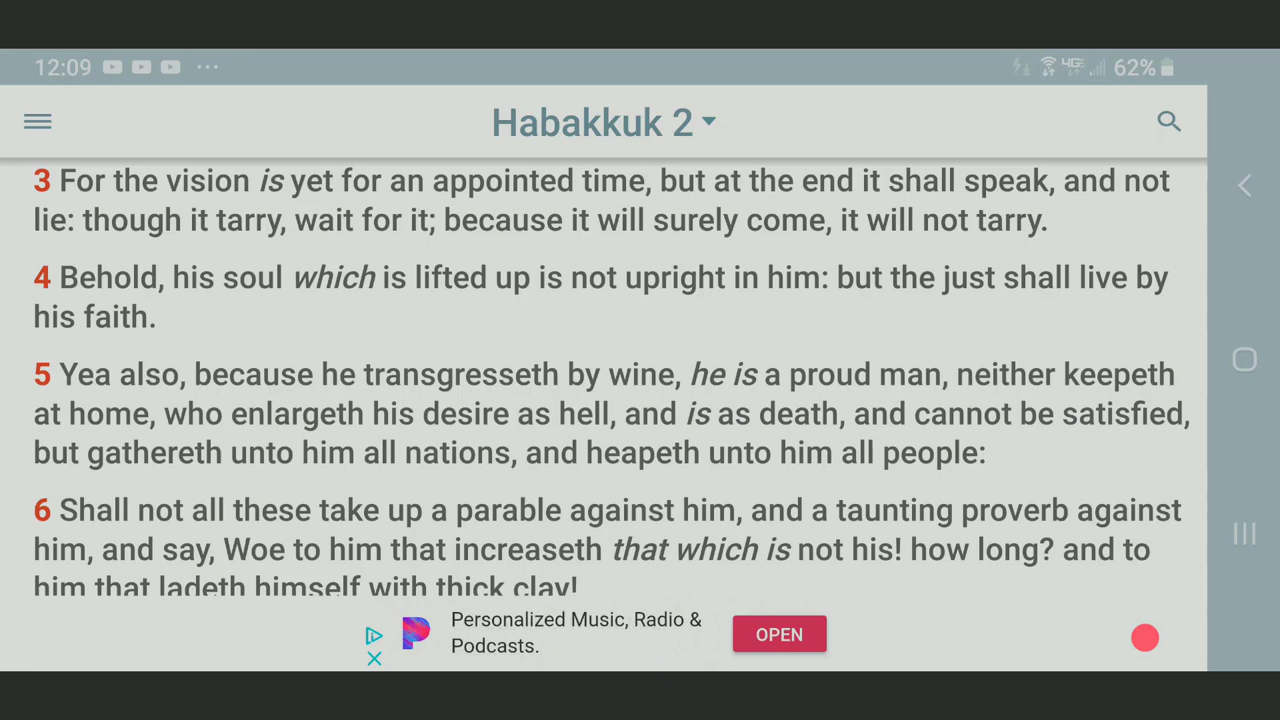 12:09 ... 4G 62%
Habakkuk 2
3 For the vision is yet for an appointed time, but at the end it shall speak, and not
lie: though it tarry, wait for it; because it will surely come, it will not tarry.
4 Behold, his soul which is lifted up is not upright in him: but the just shall live by
his faith.
5 Yea also, because he transgresseth by wine, he is a proud man, neither keepeth
at home, who enlargeth his desire as hell, and is as death, and cannot be satisfied,
but gathereth unto him all nations, and heapeth unto him all people:
6 Shall not all these take up a parable against him, and a taunting proverb against
him, and say, Woe to him that increaseth that which is not his! how long? and to
him that ladeth himself with thick clay!
Personalized Music, Radio &
Podcasts.
OPEN